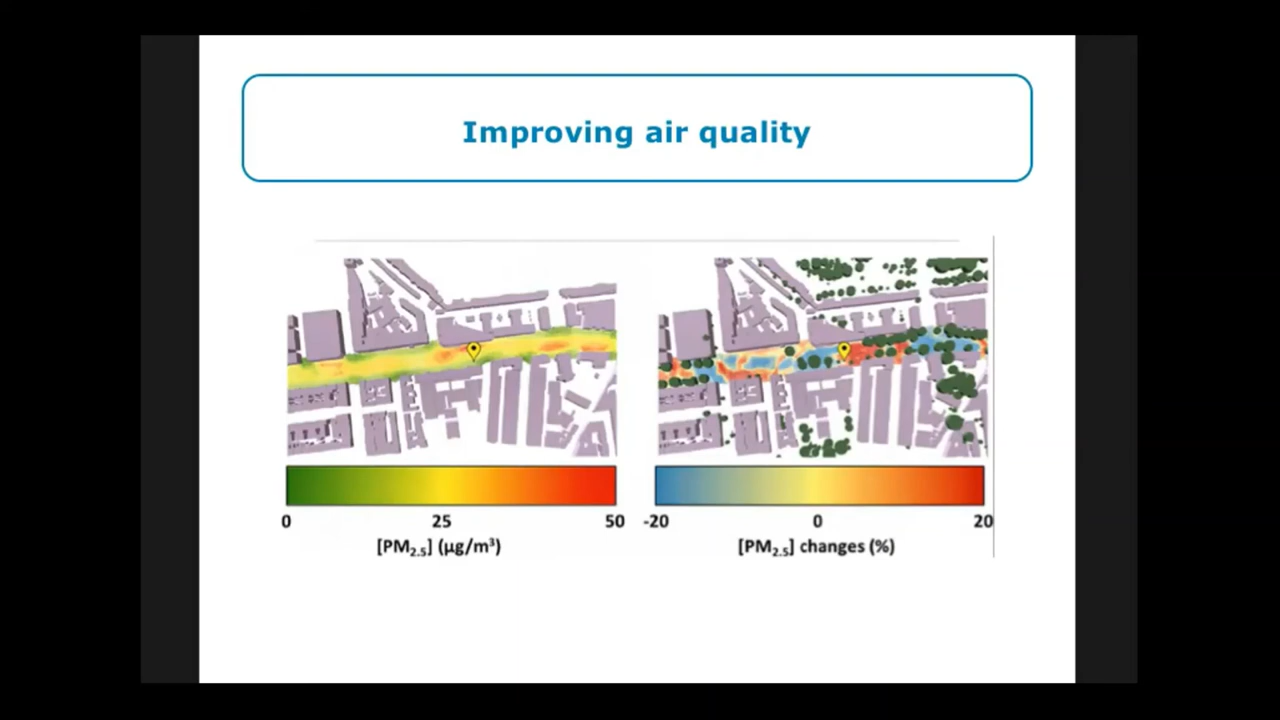 Improving air quality
0 25 50
[PM2.5] (µg/m³)
-20 0 20
[PM2.5] changes (%)